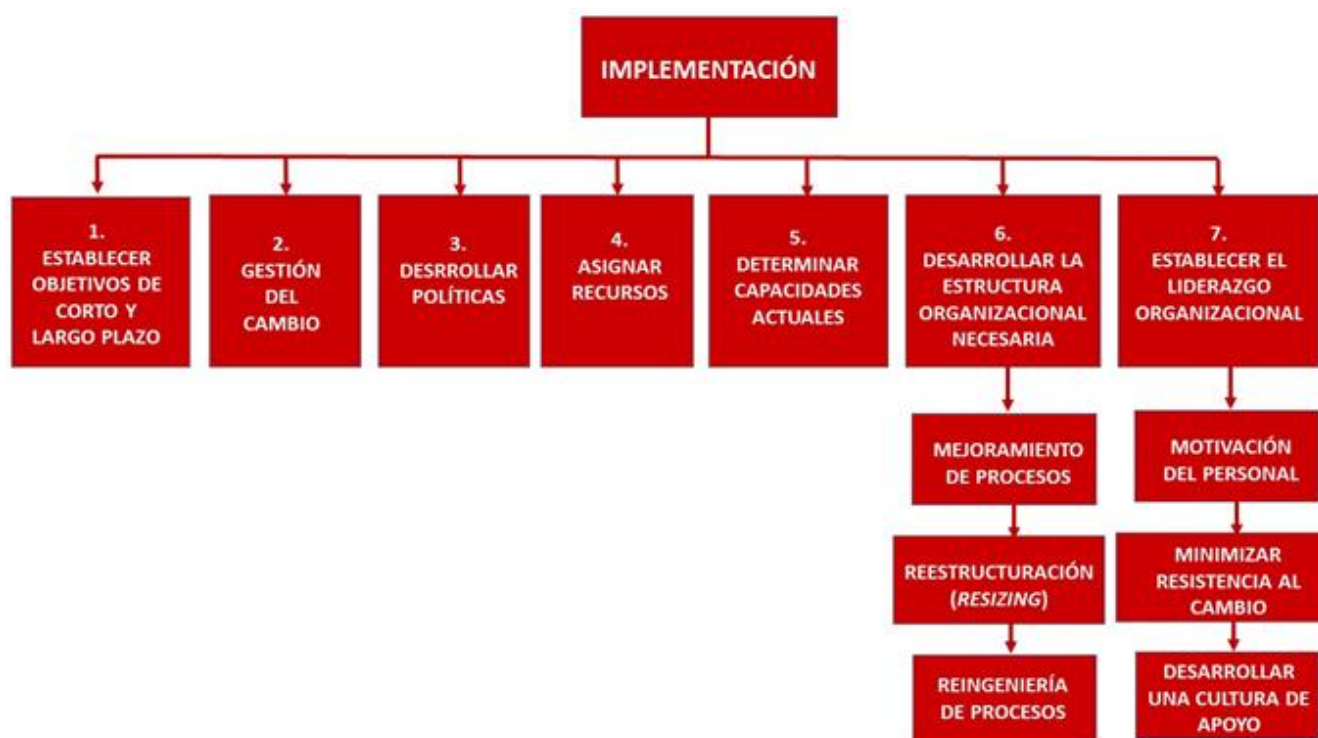 IMPLEMENTACIÓN
1.
ESTABLECER
OBJETIVOS DE
CORTO Y
LARGO PLAZO
2.
GESTIÓN
DEL
CAMBIO
3.
DESRROLLAR
POLÍTICAS
4.
ASIGNAR
RECURSOS
5.
DETERMINAR
CAPACIDADES
ACTUALES
6.
DESARROLLAR LA
ESTRUCTURA
ORGANIZACIONAL
NECESARIA
7.
ESTABLECER EL
LIDERAZGO
ORGANIZACIONAL
MEJORAMIENTO
DE PROCESOS
REESTRUCTURACIÓN
(RESIZING)
REINGENIERÍA
DE PROCESOS
MOTIVACIÓN
DEL PERSONAL
MINIMIZAR
RESISTENCIA AL
CAMBIO
DESARROLLAR
UNA CULTURA DE
APOYO